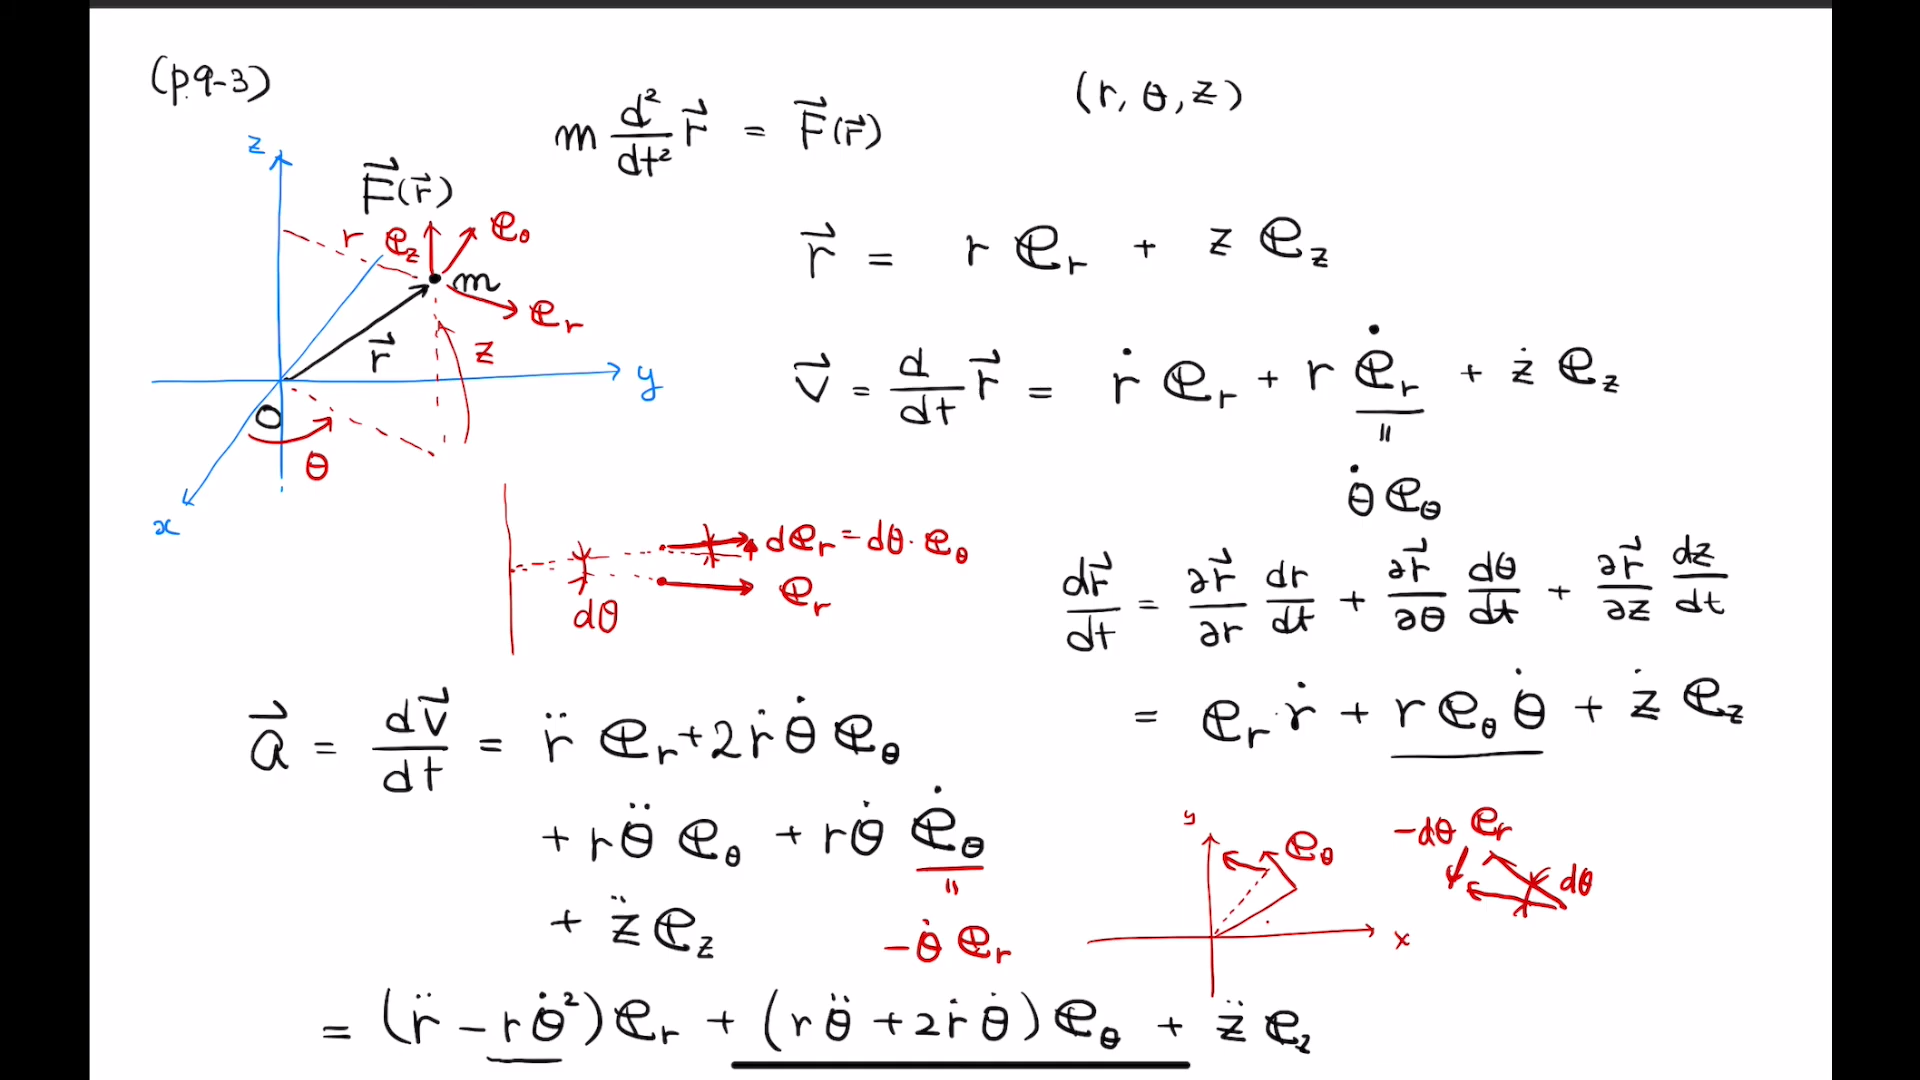 (p9-3)
m d²/dt² r⃗ = F⃗(r⃗)
(r, θ, z)
z
F⃗(r⃗)
r
e_z
e_θ
m
e_r
r⃗
z
y
O
θ
x
r⃗ = r e_r + z e_z
v⃗ = d/dt r⃗ = ṙ e_r + r ė_r + ż e_z
=
θ̇ e_θ
de_r = dθ · e_θ
e_r
dθ
dr⃗/dt = ∂r⃗/∂r dr/dt + ∂r⃗/∂θ dθ/dt + ∂r⃗/∂z dz/dt
= e_r · ṙ + r e_θ θ̇ + ż e_z
a⃗ = dv⃗/dt = r̈ e_r + 2ṙθ̇ e_θ
+ rθ̈ e_θ + rθ̇ ė_θ
=
+ z̈ e_z
-θ̇ e_r
y
e_θ
x
-dθ e_r
dθ
= (r̈ - rθ̇²) e_r + (rθ̈ + 2ṙθ̇) e_θ + z̈ e_z